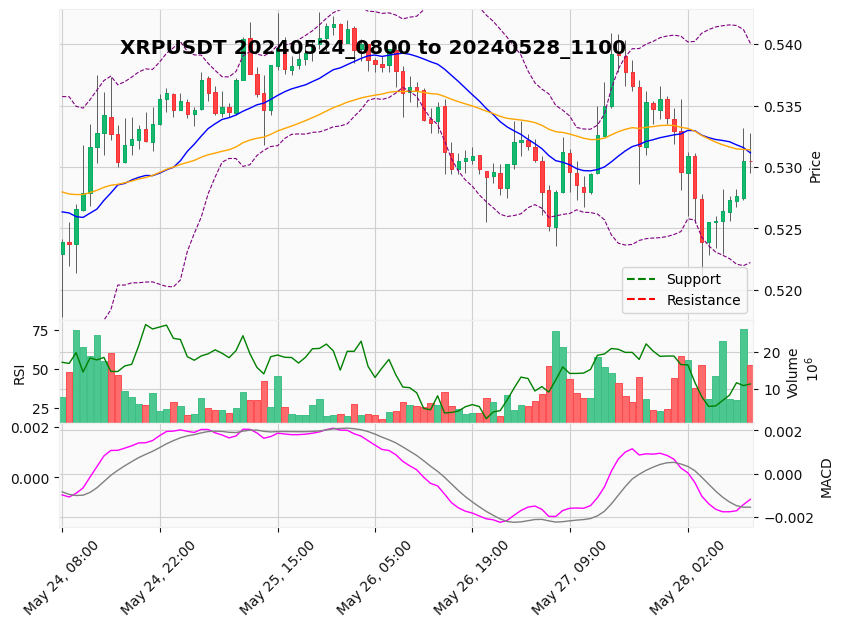 XRPUSDT 20240524_0800 to 20240528_1100
0.540
0.535
0.530
0.525
0.520
Price
Support
Resistance
75
50
25
RSI
20
10
Volume
10^6
0.002
0.000
0.002
0.000
−0.002
MACD
May 24, 08:00
May 24, 22:00
May 25, 15:00
May 26, 05:00
May 26, 19:00
May 27, 09:00
May 28, 02:00